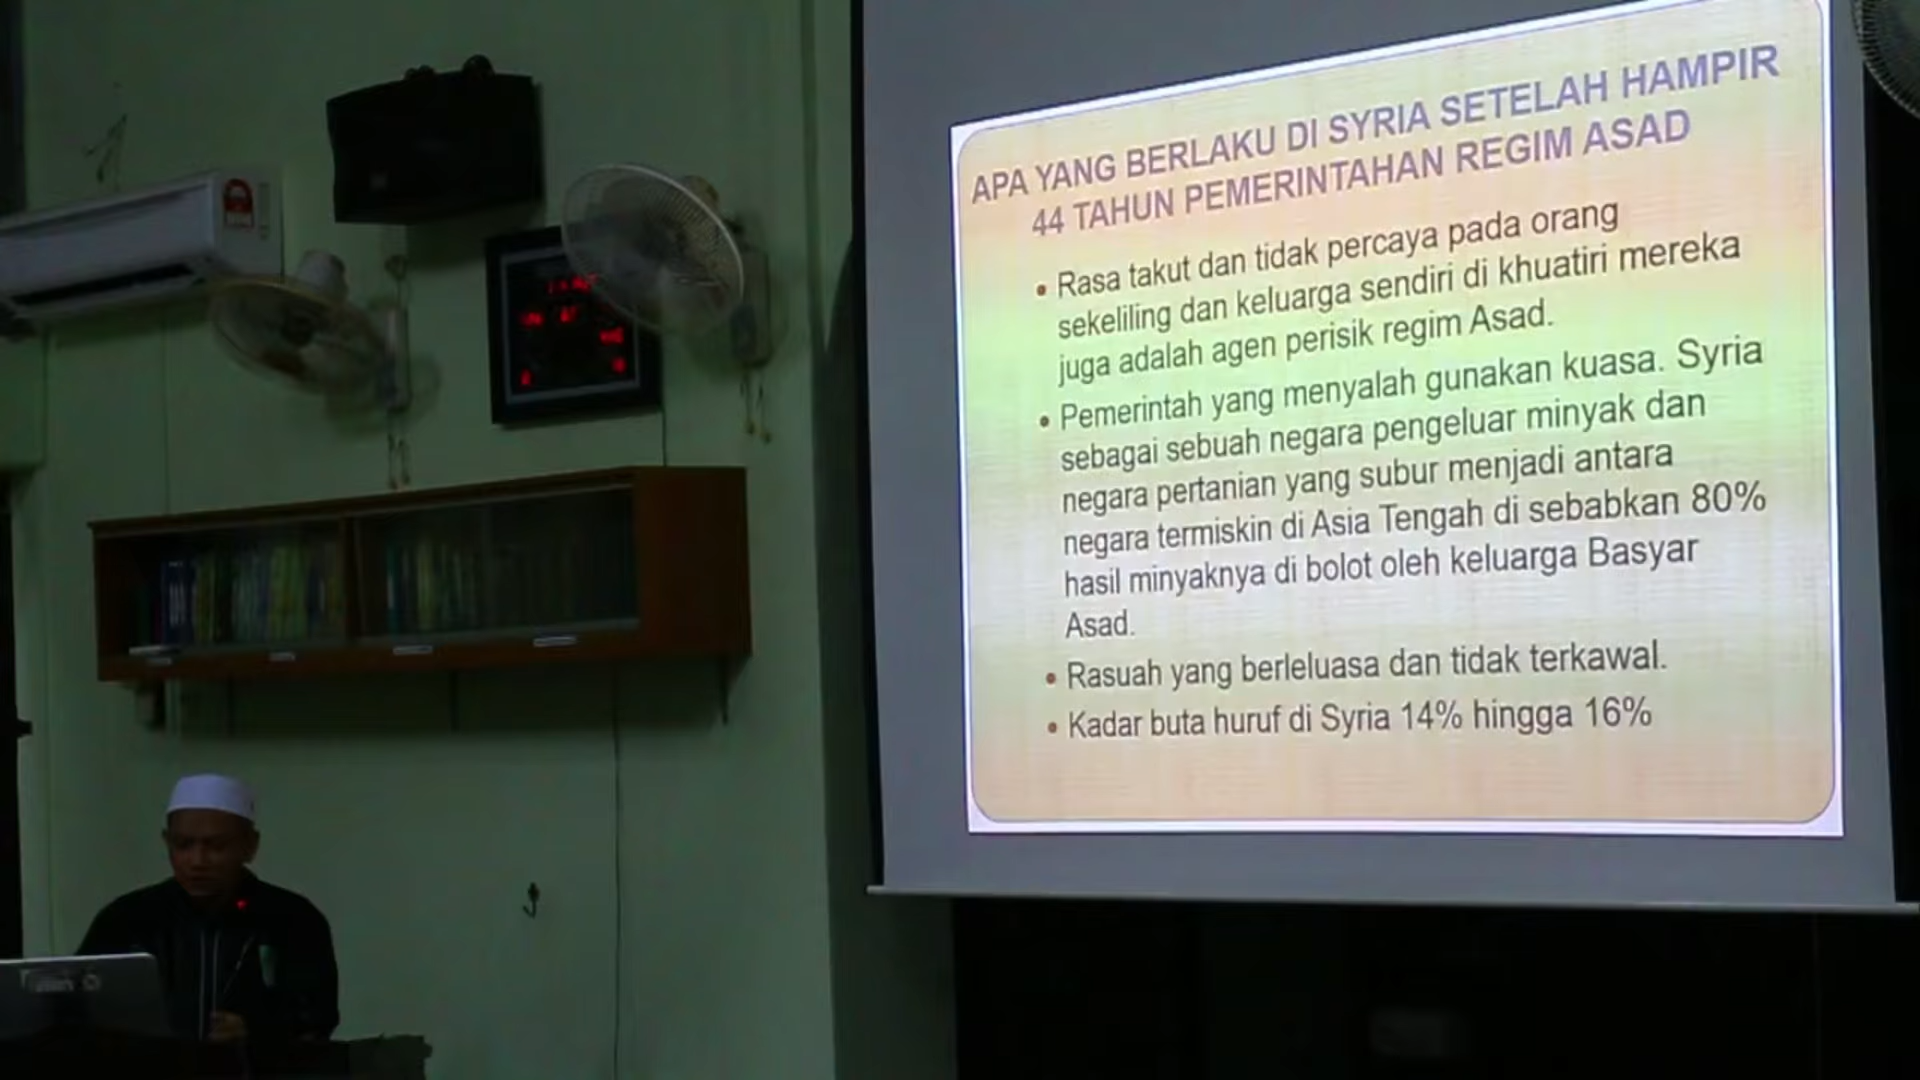 APA YANG BERLAKU DI SYRIA SETELAH HAMPIR
44 TAHUN PEMERINTAHAN REGIM ASAD
• Rasa takut dan tidak percaya pada orang
sekeliling dan keluarga sendiri di khuatiri mereka
juga adalah agen perisik regim Asad.
• Pemerintah yang menyalah gunakan kuasa. Syria
sebagai sebuah negara pengeluar minyak dan
negara pertanian yang subur menjadi antara
negara termiskin di Asia Tengah di sebabkan 80%
hasil minyaknya di bolot oleh keluarga Basyar
Asad.
• Rasuah yang berleluasa dan tidak terkawal.
• Kadar buta huruf di Syria 14% hingga 16%